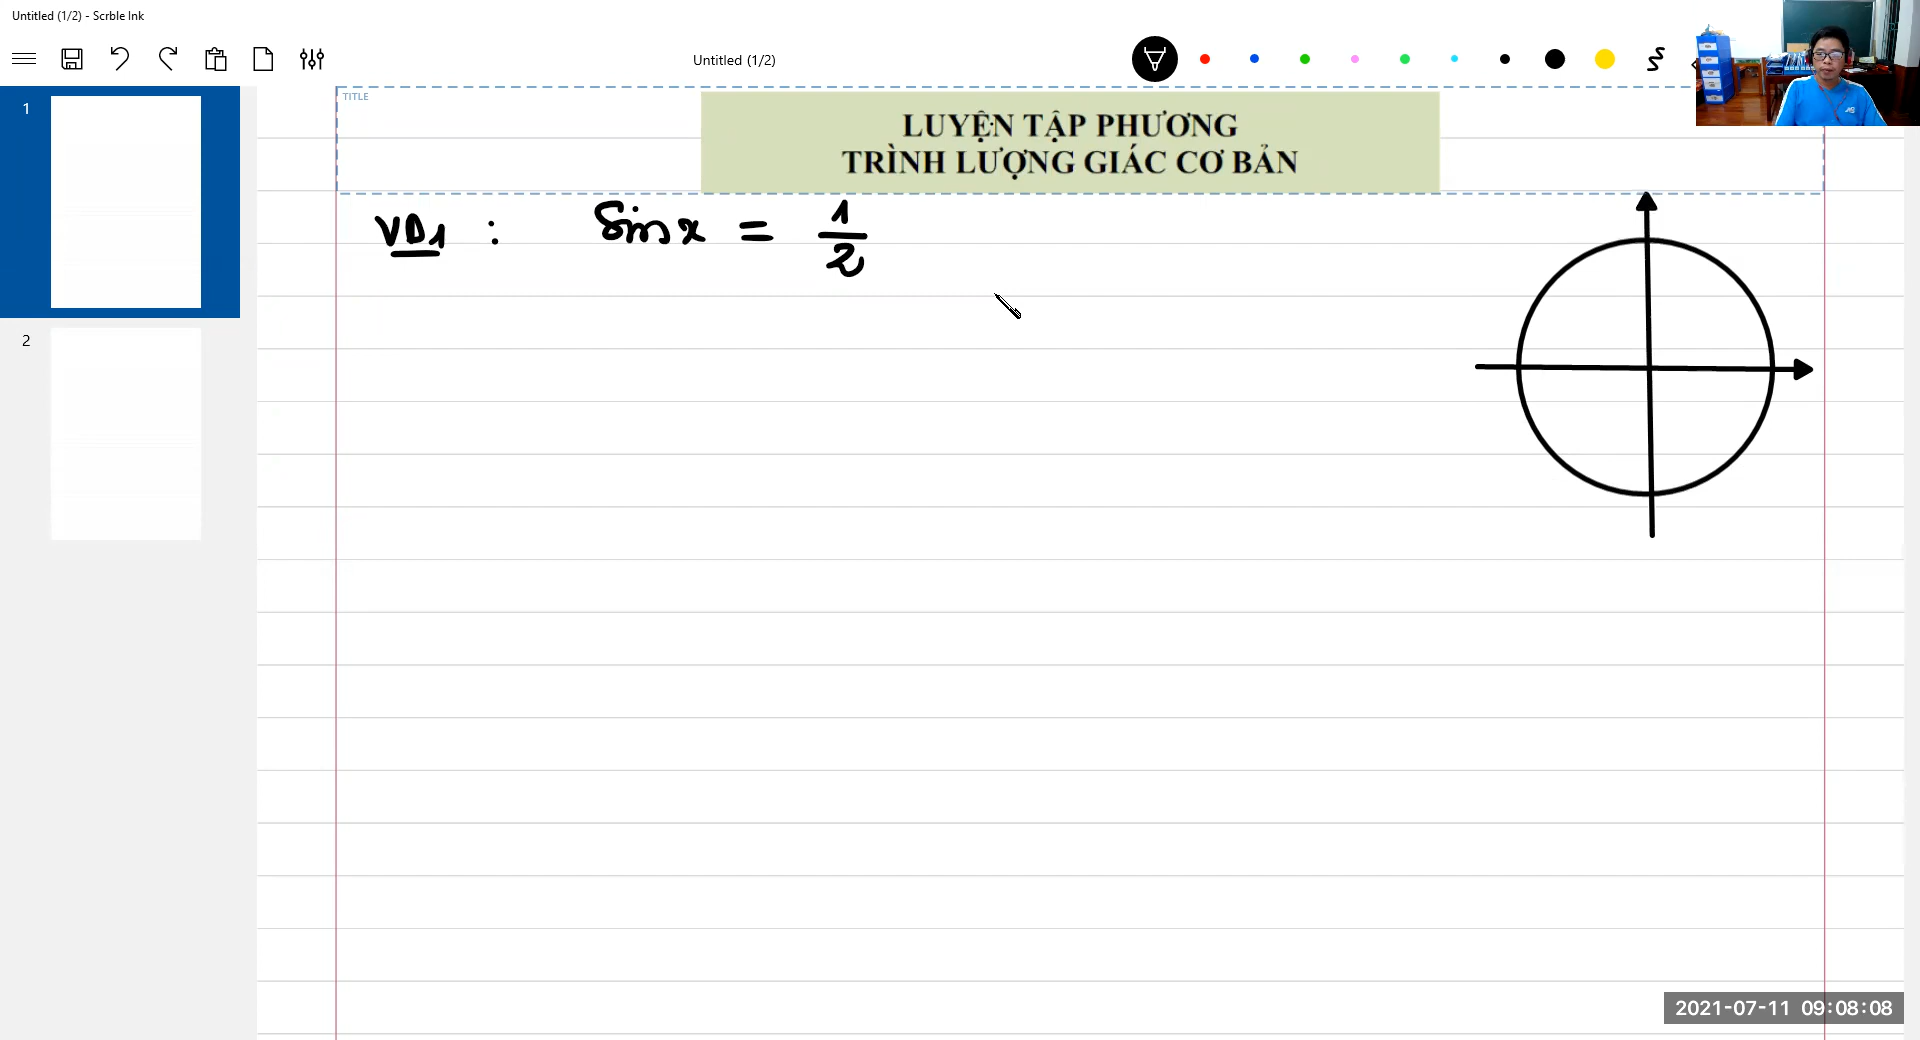 Untitled (1/2) - Scrble Ink
Untitled (1/2)
1
2
TITLE
LUYỆN TẬP PHƯƠNG
TRÌNH LƯỢNG GIÁC CƠ BẢN
VD1 : Sin x = 1/2
2021-07-11 09:08:08